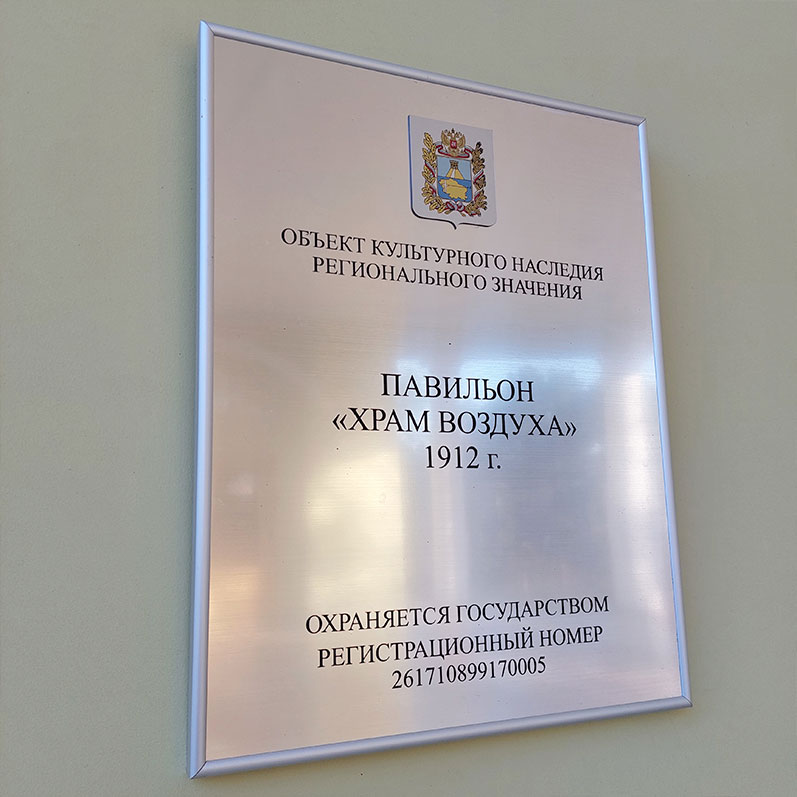 ОБЪЕКТ КУЛЬТУРНОГО НАСЛЕДИЯ
РЕГИОНАЛЬНОГО ЗНАЧЕНИЯ
ПАВИЛЬОН
«ХРАМ ВОЗДУХА»
1912 г.
ОХРАНЯЕТСЯ ГОСУДАРСТВОМ
РЕГИСТРАЦИОННЫЙ НОМЕР
261710899170005